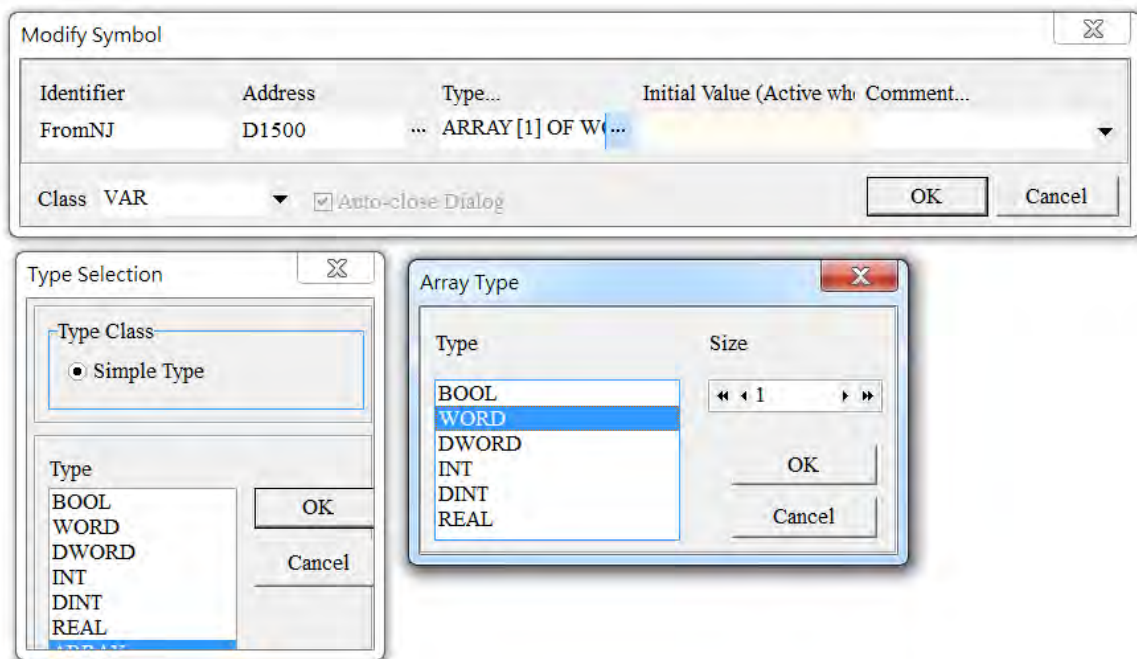 Modify Symbol
Identifier Address Type... Initial Value (Active wh Comment...
FromNJ D1500 ... ARRAY [1] OF W ...
Class VAR Auto-close Dialog OK Cancel
Type Selection
Type Class
Simple Type
Type
BOOL
WORD
DWORD
INT
DINT
REAL
ARRAY
OK
Cancel
Array Type
Type Size
BOOL
WORD
DWORD
INT
DINT
REAL
1
OK
Cancel